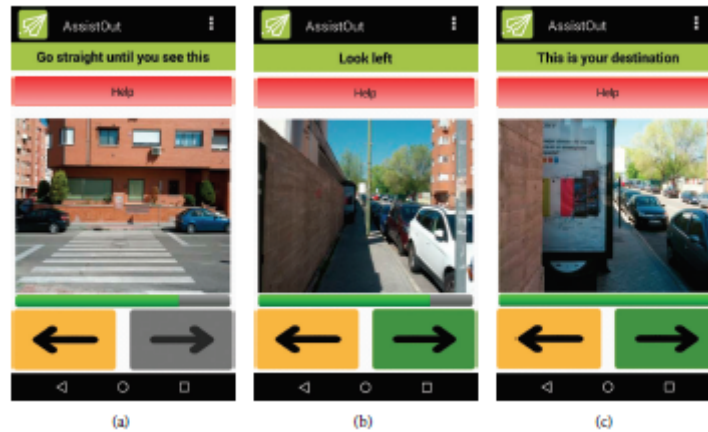 AssistOut
Go straight until you see this
Help
(a)
AssistOut
Look left
Help
(b)
AssistOut
This is your destination
Help
(c)